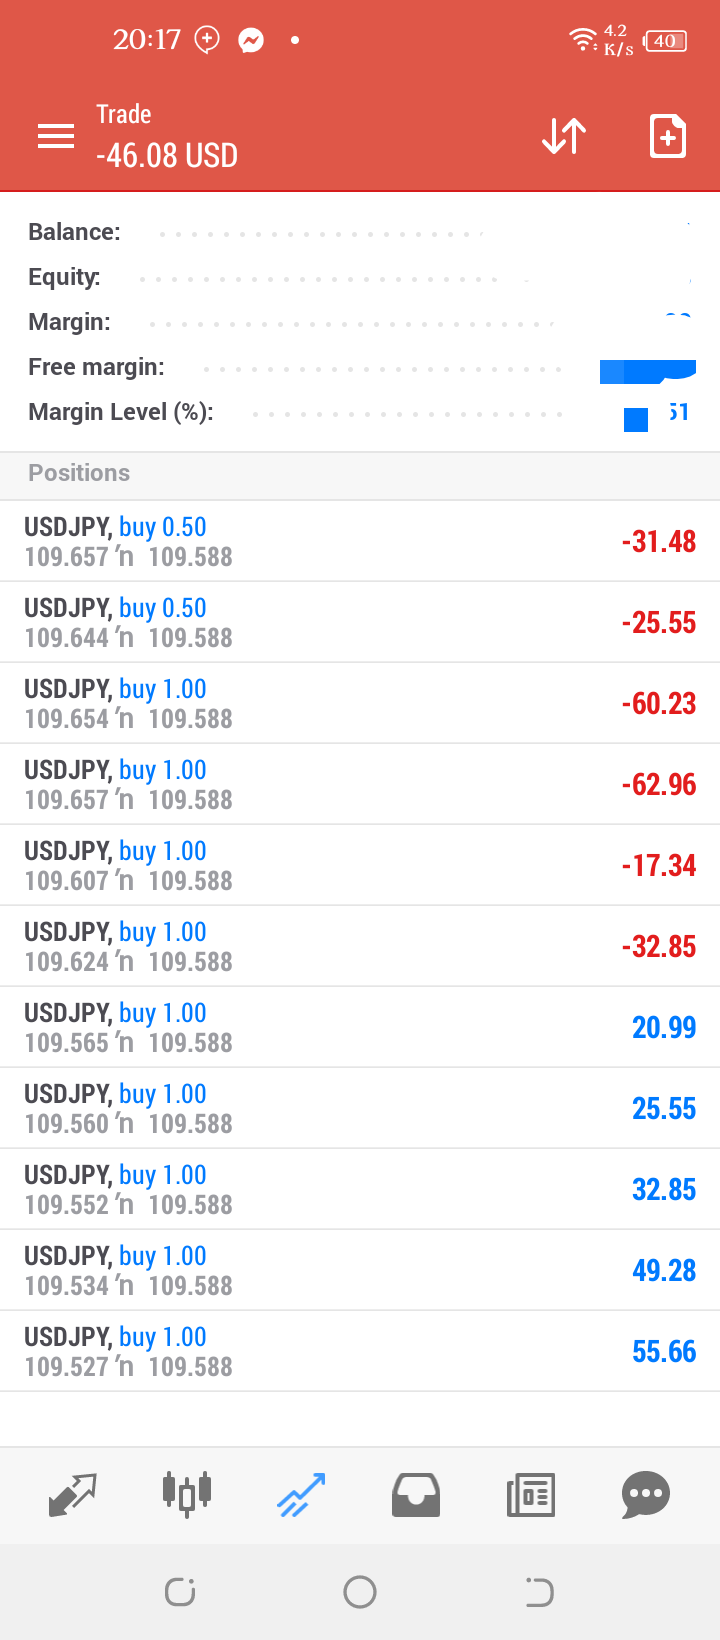 20:17
4.2
K/s
40
Trade
-46.08 USD
Balance:
Equity:
Margin:
Free margin:
Margin Level (%):
51
Positions
USDJPY, buy 0.50
-31.48
109.657 ′n 109.588
USDJPY, buy 0.50
-25.55
109.644 ′n 109.588
USDJPY, buy 1.00
-60.23
109.654 ′n 109.588
USDJPY, buy 1.00
-62.96
109.657 ′n 109.588
USDJPY, buy 1.00
-17.34
109.607 ′n 109.588
USDJPY, buy 1.00
-32.85
109.624 ′n 109.588
USDJPY, buy 1.00
20.99
109.565 ′n 109.588
USDJPY, buy 1.00
25.55
109.560 ′n 109.588
USDJPY, buy 1.00
32.85
109.552 ′n 109.588
USDJPY, buy 1.00
49.28
109.534 ′n 109.588
USDJPY, buy 1.00
55.66
109.527 ′n 109.588